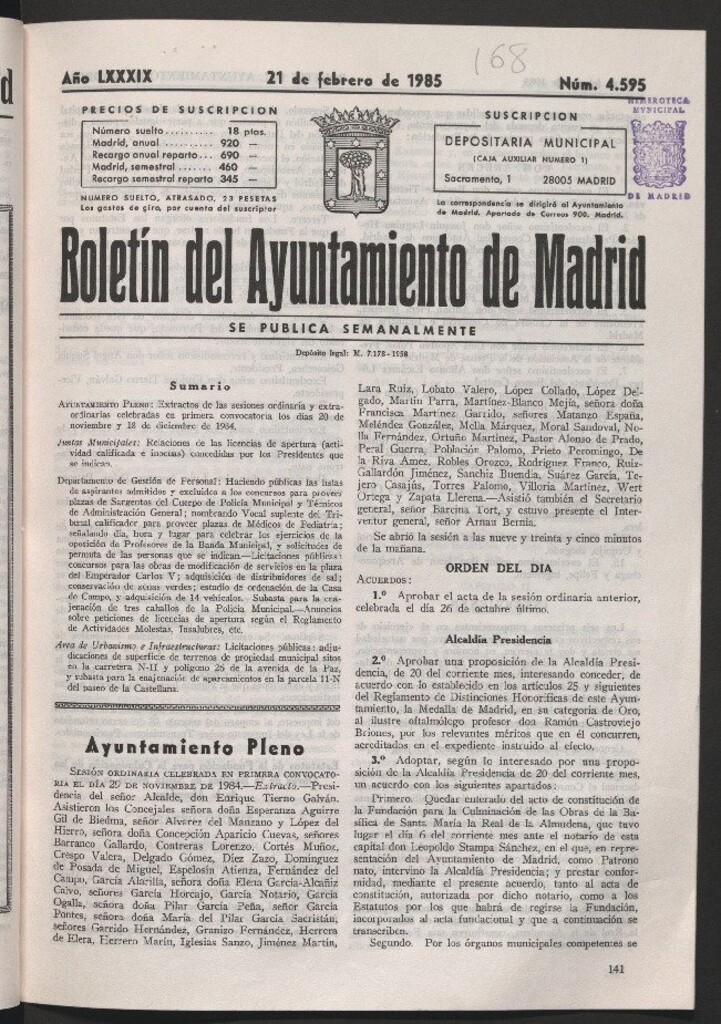 168
Año LXXXIX
21 de febrero de 1985
Núm. 4.595
PRECIOS DE SUSCRIPCION
Número suelto .......... 18 ptas.
Madrid, anual .......... 920 —
Recargo anual reparto... 690 —
Madrid, semestral ....... 460 —
Recargo semestral reparto 345 —
NUMERO SUELTO, ATRASADO, 23 PESETAS
Los gastos de giro, por cuenta del suscriptor
SUSCRIPCION
DEPOSITARIA MUNICIPAL
(CAJA AUXILIAR NUMERO 1)
Sacramento, 1 28005 MADRID
La correspondencia se dirigirá al Ayuntamiento
de Madrid. Apartado de Correos 900. Madrid.
HEMEROTECA
MVNICIPAL
DE MADRID
Boletín del Ayuntamiento de Madrid
SE PUBLICA SEMANALMENTE
Depósito legal: M. 7.178-1958
Sumario
AYUNTAMIENTO PLENO: Extractos de las sesiones ordinaria y extra-
ordinarias celebradas en primera convocatoria los días 20 de
noviembre y 18 de diciembre de 1984.
Juntas Municipales: Relaciones de las licencias de apertura (acti-
vidad calificada e inocuas) concedidas por los Presidentes que
se indican.
Departamento de Gestión de Personal: Haciendo públicas las listas
de aspirantes admitidos y excluidos a los concursos para proveer
plazas de Sargentos del Cuerpo de Policía Municipal y Técnicos
de Administración General; nombrando Vocal suplente del Tri-
bunal calificador para proveer plazas de Médicos de Pediatría;
señalando día, hora y lugar para celebrar los ejercicios de la
oposición de Profesores de la Banda Municipal, y solicitudes de
permuta de las personas que se indican.—Licitaciones públicas:
concursos para las obras de modificación de servicios en la plaza
del Emperador Carlos V; adquisición de distribuidores de sal;
conservación de zonas verdes; estudio de ordenación de la Casa
de Campo, y adquisición de 14 vehículos. Subasta para la ena-
jenación de tres caballos de la Policía Municipal.—Anuncios
sobre peticiones de licencias de apertura según el Reglamento
de Actividades Molestas, Insalubres, etc.
Area de Urbanismo e Infraestructuras: Licitaciones públicas: adju-
dicaciones de superficie de terrenos de propiedad municipal sitos
en la carretera N-II y polígono 26 de la avenida de la Paz,
y subasta para la enajenación de aparcamientos en la parcela 11-N
del paseo de la Castellana.
Ayuntamiento Pleno
SESIÓN ORDINARIA CELEBRADA EN PRIMERA CONVOCATO-
RIA EL DÍA 29 DE NOVIEMBRE DE 1984.—Extracto.—Presi-
dencia del señor Alcalde, don Enrique Tierno Galván.
Asistieron los Concejales señora doña Esperanza Aguirre
Gil de Biedma, señor Alvarez del Manzano y López del
Hierro, señora doña Concepción Aparicio Cuevas, señores
Barranco Gallardo, Contreras Lorenzo, Cortés Muñoz,
Crespo Valera, Delgado Gómez, Díez Zazo, Domínguez
de Posada de Miguel, Espelosín Atienza, Fernández del
Campo, García Alarilla, señora doña Elena García-Alcañiz
Calvo, señores García Horcajo, García Notario, García
Ogalla, señora doña Pilar García Peña, señor García
Pontes, señora doña María del Pilar García Sacristán,
señores Garrido Hernández, Granizo Fernández, Herrera
de Elera, Herrero Marín, Iglesias Sanzo, Jiménez Martín,
Lara Ruiz, Lobato Valero, López Collado, López Del-
gado, Martín Parra, Martínez-Blanco Mejía, señora doña
Francisca Martínez Garrido, señores Matanzo España,
Meléndez González, Mella Márquez, Moral Sandoval, No-
lla Fernández, Ortuño Martínez, Pastor Alonso de Prado,
Peral Guerra, Población Palomo, Prieto Peromingo, De
la Riva Amez, Robles Orozco, Rodríguez Franco, Ruiz-
Gallardón Jiménez, Sanchiz Buendía, Suárez García, Te-
jero Casajús, Torres Palomo, Villoria Martínez, Wert
Ortega y Zapata Llerena.—Asistió también el Secretario
general, señor Barcina Tort, y estuvo presente el Inter-
ventor general, señor Arnau Bernia.
Se abrió la sesión a las nueve y treinta y cinco minutos
de la mañana.
ORDEN DEL DIA
ACUERDOS:
1.º Aprobar el acta de la sesión ordinaria anterior,
celebrada el día 26 de octubre último.
Alcaldía Presidencia
2.º Aprobar una proposición de la Alcaldía Presi-
dencia, de 20 del corriente mes, interesando conceder, de
acuerdo con lo establecido en los artículos 25 y siguientes
del Reglamento de Distinciones Honoríficas de este Ayun-
tamiento, la Medalla de Madrid, en su categoría de Oro,
al ilustre oftalmólogo profesor don Ramón Castroviejo
Briones, por los relevantes méritos que en él concurren,
acreditados en el expediente instruido al efecto.
3.º Adoptar, según lo interesado por una propo-
sición de la Alcaldía Presidencia de 20 del corriente mes,
un acuerdo con los siguientes apartados:
Primero. Quedar enterado del acto de constitución de
la Fundación para la Culminación de las Obras de la Ba-
sílica de Santa María la Real de la Almudena, que tuvo
lugar el día 6 del corriente mes ante el notario de esta
capital don Leopoldo Stampa Sánchez, en el que, en re-
presentación del Ayuntamiento de Madrid, como Patrono
nato, intervino la Alcaldía Presidencia; y prestar confor-
midad, mediante el presente acuerdo, tanto al acta de
constitución, autorizada por dicho notario, como a los
Estatutos por los que habrá de regirse la Fundación,
incorporados al acta fundacional y que a continuación se
transcriben.
Segundo. Por los órganos municipales competentes se
141